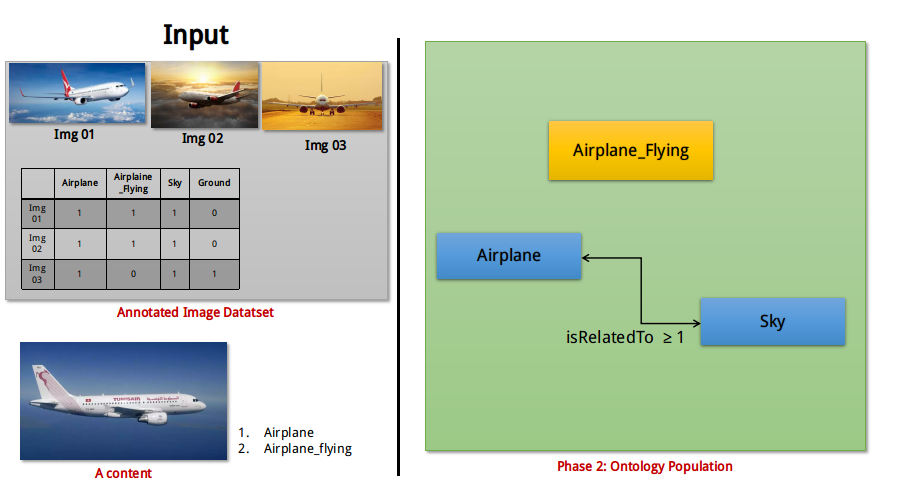 Input
Img 01
Img 02
Img 03
Airplane Airplaine Sky Ground
_Flying
Img
01 1 1 1 0
Img
02 1 1 1 0
Img
03 1 0 1 1
Annotated Image Datatset
TUNISAIR
1. Airplane
2. Airplane_flying
A content
Airplane_Flying
Airplane
Sky
isRelatedTo ≥ 1
Phase 2: Ontology Population